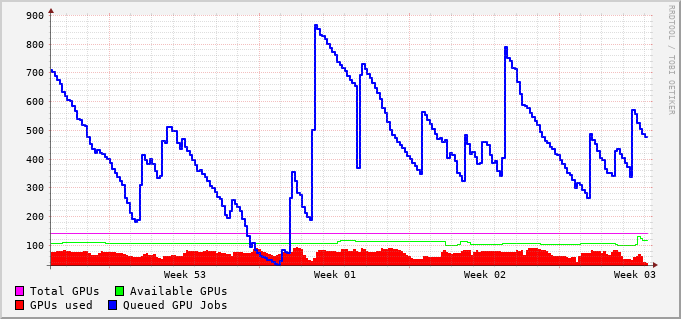 900
800
700
600
500
400
300
200
100
Week 53 Week 01 Week 02 Week 03
Total GPUs Available GPUs
GPUs used Queued GPU Jobs
RRDTOOL / TOBI OETIKER